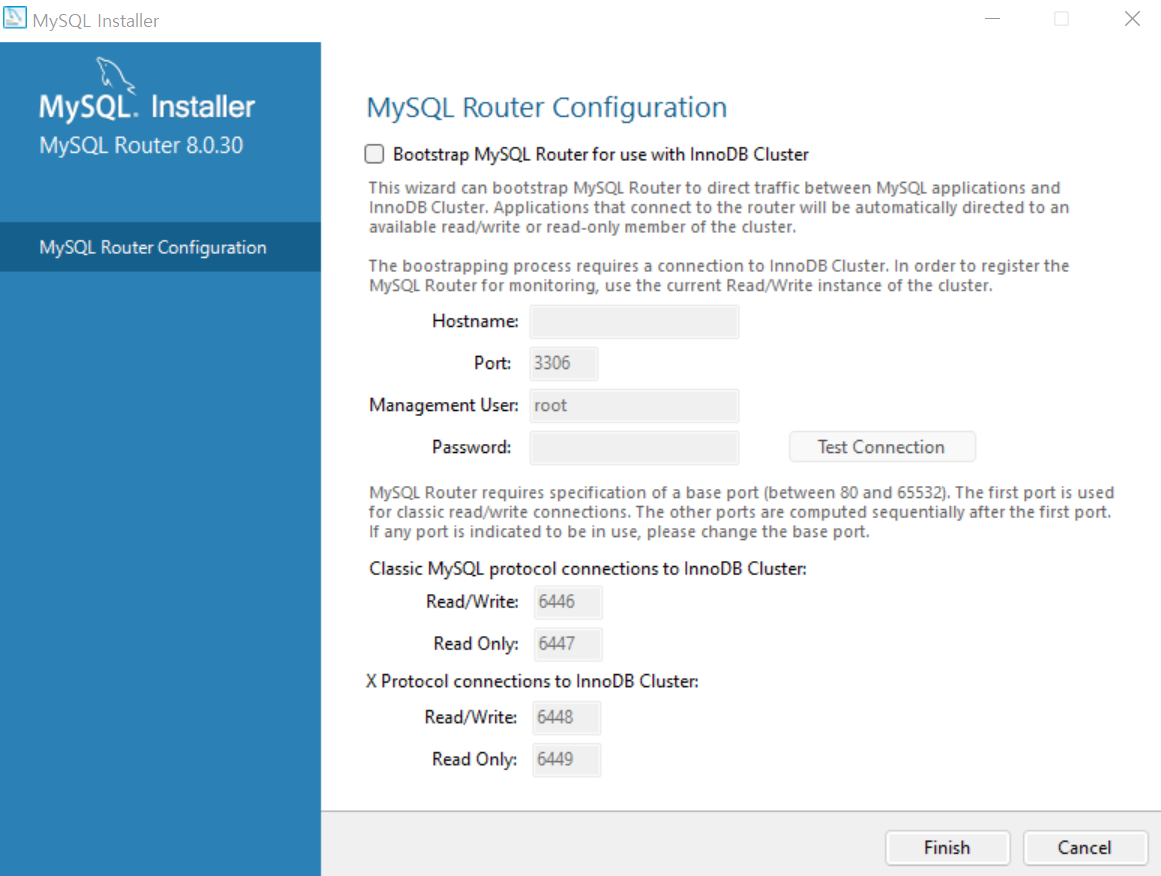 MySQL Installer
MySQL. Installer
MySQL Router 8.0.30
MySQL Router Configuration
MySQL Router Configuration
Bootstrap MySQL Router for use with InnoDB Cluster
This wizard can bootstrap MySQL Router to direct traffic between MySQL applications and
InnoDB Cluster. Applications that connect to the router will be automatically directed to an
available read/write or read-only member of the cluster.
The boostrapping process requires a connection to InnoDB Cluster. In order to register the
MySQL Router for monitoring, use the current Read/Write instance of the cluster.
Hostname:
Port: 3306
Management User: root
Password:
Test Connection
MySQL Router requires specification of a base port (between 80 and 65532). The first port is used
for classic read/write connections. The other ports are computed sequentially after the first port.
If any port is indicated to be in use, please change the base port.
Classic MySQL protocol connections to InnoDB Cluster:
Read/Write: 6446
Read Only: 6447
X Protocol connections to InnoDB Cluster:
Read/Write: 6448
Read Only: 6449
Finish
Cancel